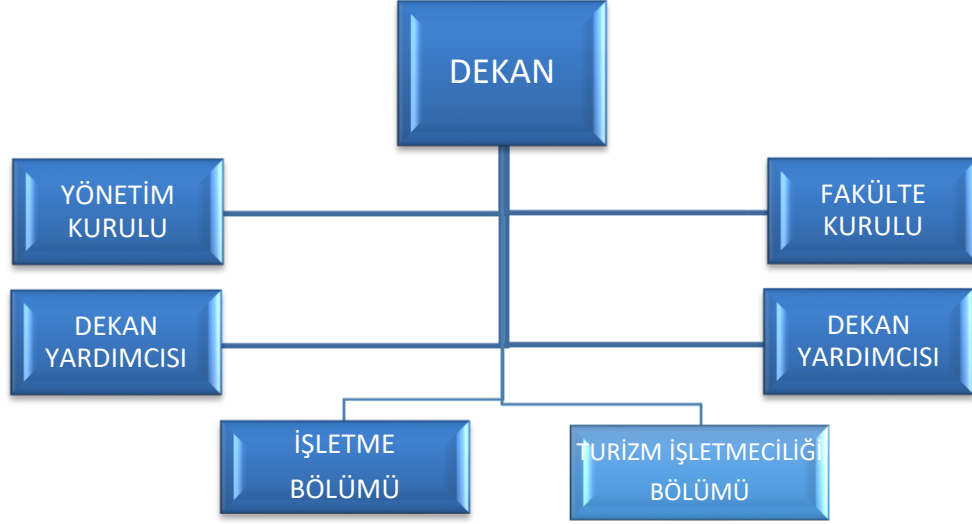 DEKAN
YÖNETİM
KURULU
FAKÜLTE
KURULU
DEKAN
YARDIMCISI
DEKAN
YARDIMCISI
İŞLETME
BÖLÜMÜ
TURİZM İŞLETMECİLİĞİ
BÖLÜMÜ